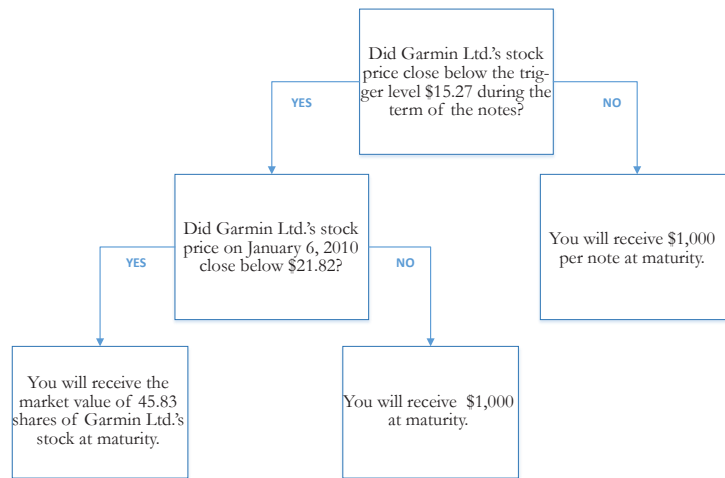 Did Garmin Ltd.'s stock
price close below the trig-
ger level $15.27 during the
term of the notes?
YES
NO
Did Garmin Ltd.'s stock
price on January 6, 2010
close below $21.82?
You will receive $1,000
per note at maturity.
YES
NO
You will receive the
market value of 45.83
shares of Garmin Ltd.'s
stock at maturity.
You will receive $1,000
at maturity.